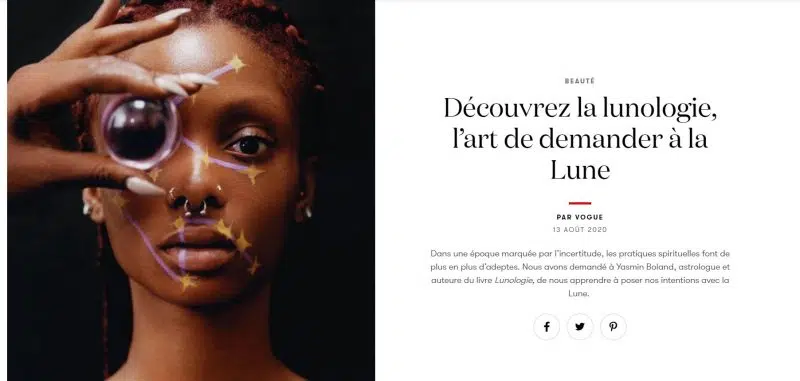 BEAUTÉ
Découvrez la lunologie,
l’art de demander à la
Lune
PAR VOGUE
13 AOÛT 2020
Dans une époque marquée par l’incertitude, les pratiques spirituelles font de
plus en plus d’adeptes. Nous avons demandé à Yasmin Boland, astrologue et
auteure du livre Lunologie, de nous apprendre à poser nos intentions avec la
Lune.